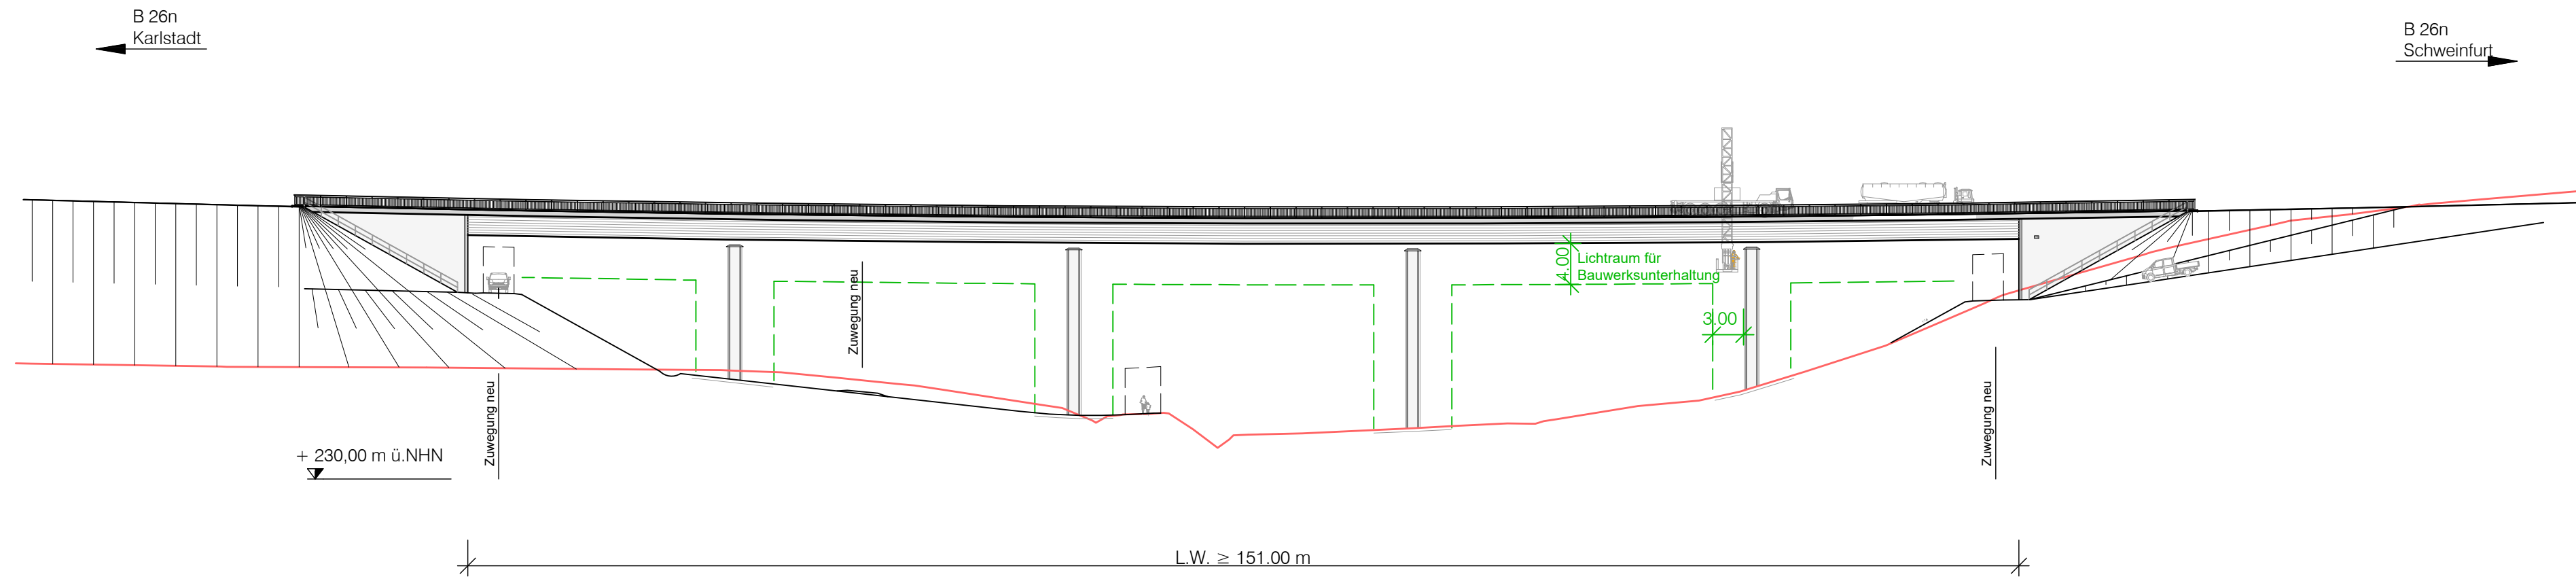 B 26n
Karlstadt
B 26n
Schweinfurt
4.00
Lichtraum für
Bauwerksunterhaltung
3.00
Zuwegung neu
Zuwegung neu
Zuwegung neu
+ 230,00 m ü.NHN
L.W. ≥ 151.00 m